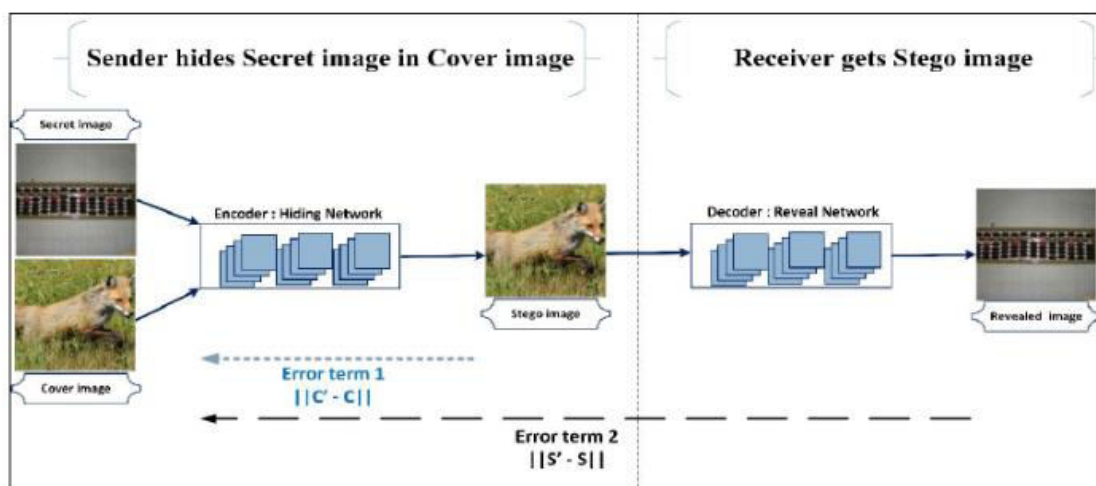 Sender hides Secret image in Cover image
Receiver gets Stego image
Secret image
Encoder : Hiding Network
Decoder : Reveal Network
Stego image
Revealed image
Cover image
Error term 1
||C' - C||
Error term 2
||S' - S||